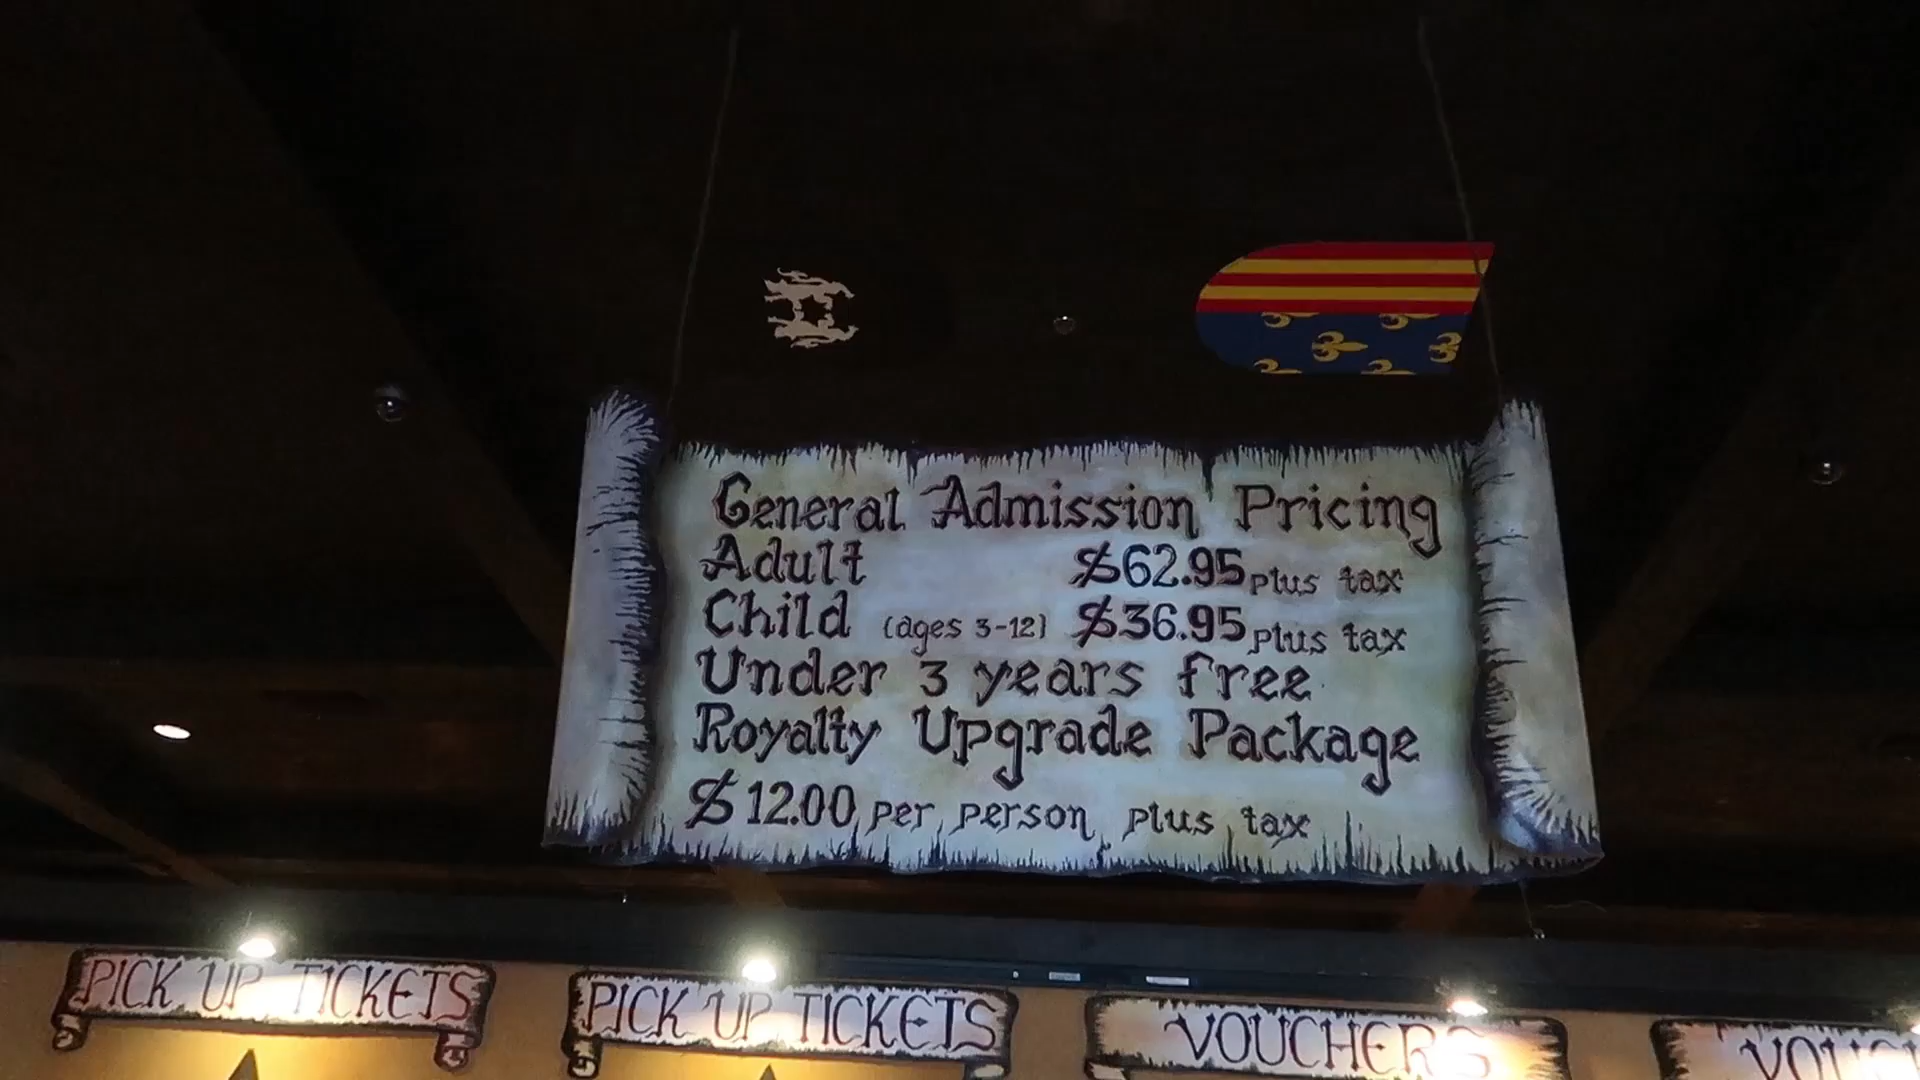 General Admission Pricing
Adult $62.95 plus tax
Child (ages 3-12) $36.95 plus tax
Under 3 years free
Royalty Upgrade Package
$12.00 per person plus tax
PICK UP TICKETS
PICK UP TICKETS
VOUCHERS